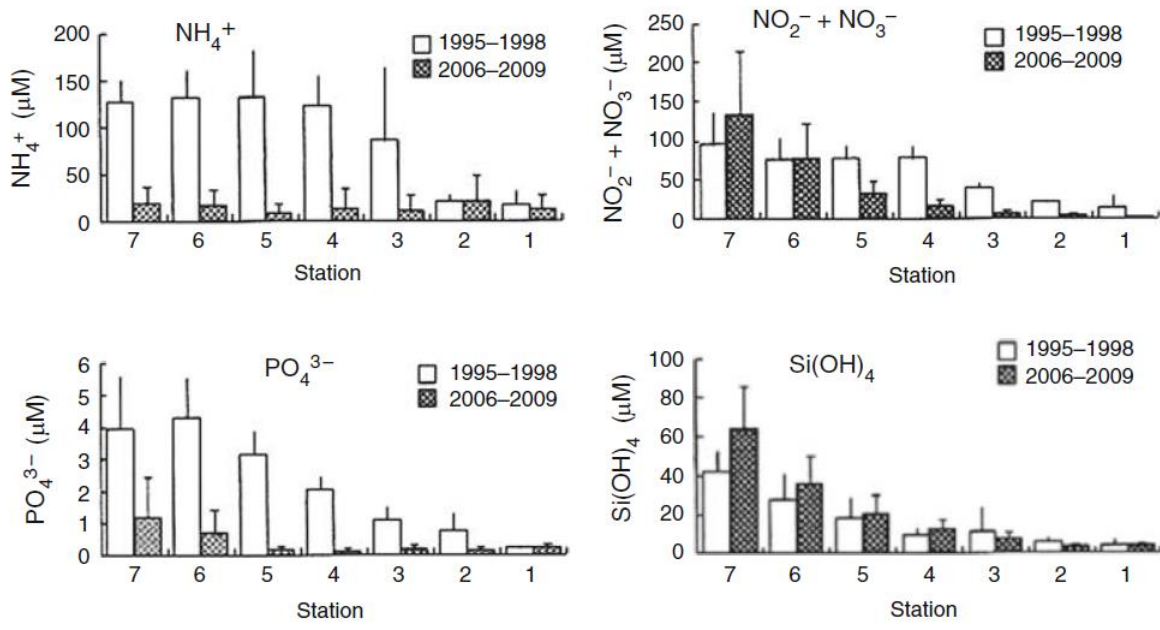 NH₄⁺
1995–1998
2006–2009
NH₄⁺ (μM)
200
150
100
50
0
7 6 5 4 3 2 1
Station
NO₂⁻ + NO₃⁻
1995–1998
2006–2009
NO₂⁻ + NO₃⁻ (μM)
250
200
150
100
50
0
7 6 5 4 3 2 1
Station
PO₄³⁻
1995–1998
2006–2009
PO₄³⁻ (μM)
6
5
4
4
3
2
1
0
7 6 5 4 3 2 1
Station
Si(OH)₄
1995–1998
2006–2009
Si(OH)₄ (μM)
100
80
60
40
20
0
7 6 5 4 3 2 1
Station